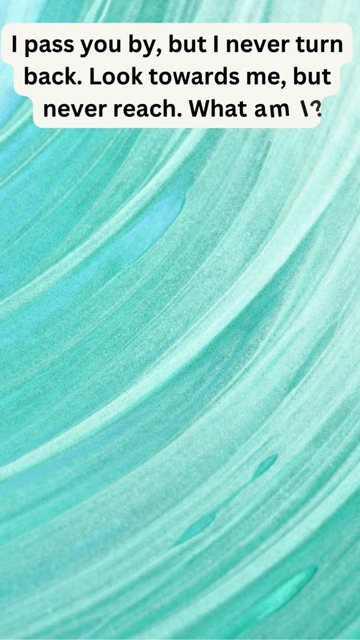 I pass you by, but I never turn
back. Look towards me, but
never reach. What am I?